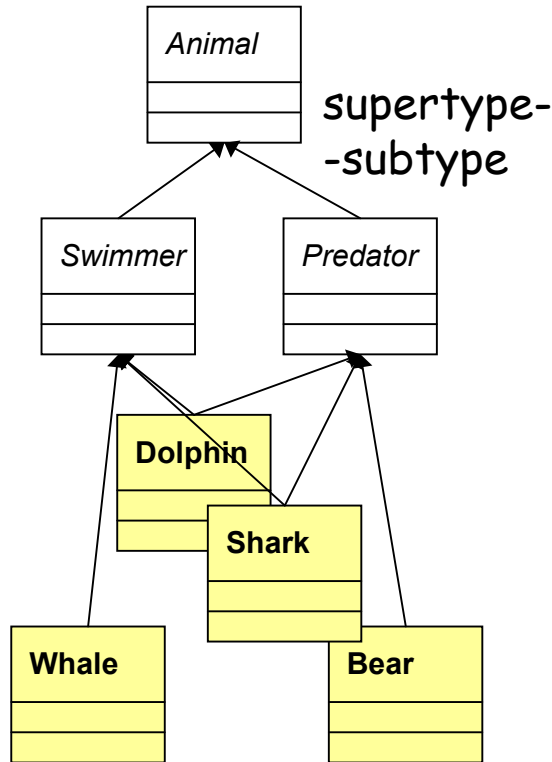 Animal
supertype-
-subtype
Swimmer
Predator
Dolphin
Shark
Whale
Bear